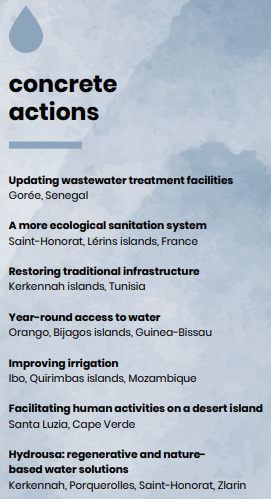 concrete
actions
Updating wastewater treatment facilities
Gorée, Senegal
A more ecological sanitation system
Saint-Honorat, Lérins islands, France
Restoring traditional infrastructure
Kerkennah islands, Tunisia
Year-round access to water
Orango, Bijagos islands, Guinea-Bissau
Improving irrigation
Ibo, Quirimbas islands, Mozambique
Facilitating human activities on a desert island
Santa Luzia, Cape Verde
Hydrousa: regenerative and nature-
based water solutions
Kerkennah, Porquerolles, Saint-Honorat, Zlarin